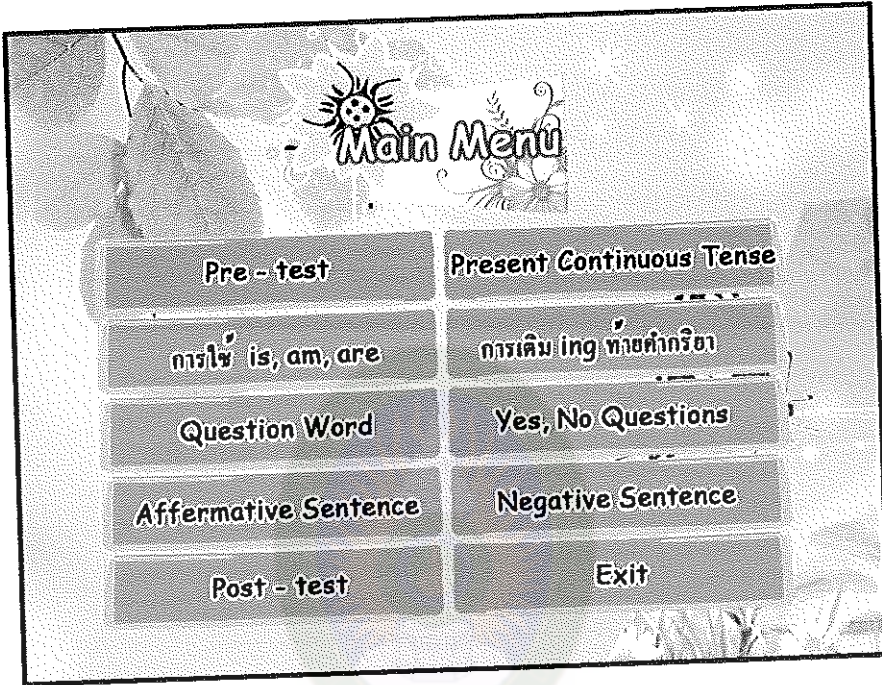 Main Menu
Pre - test
Present Continuous Tense
การใช้ is, am, are
การเติม ing ท้ายคำกริยา
Question Word
Yes, No Questions
Affermative Sentence
Negative Sentence
Post - test
Exit